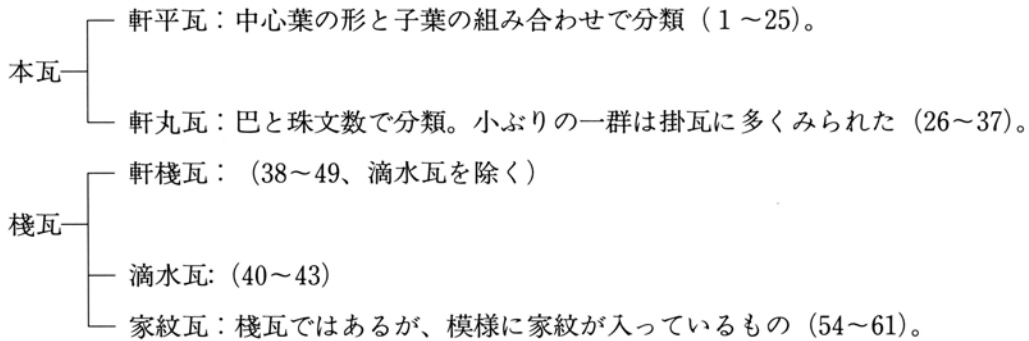 軒平瓦：中心葉の形と子葉の組み合わせで分類（1～25）。
本瓦
軒丸瓦：巴と珠文数で分類。小ぶりの一群は掛瓦に多くみられた（26～37）。
軒棧瓦：（38～49、滴水瓦を除く）
棧瓦
滴水瓦:（40～43）
家紋瓦：棧瓦ではあるが、模様に家紋が入っているもの（54～61）。